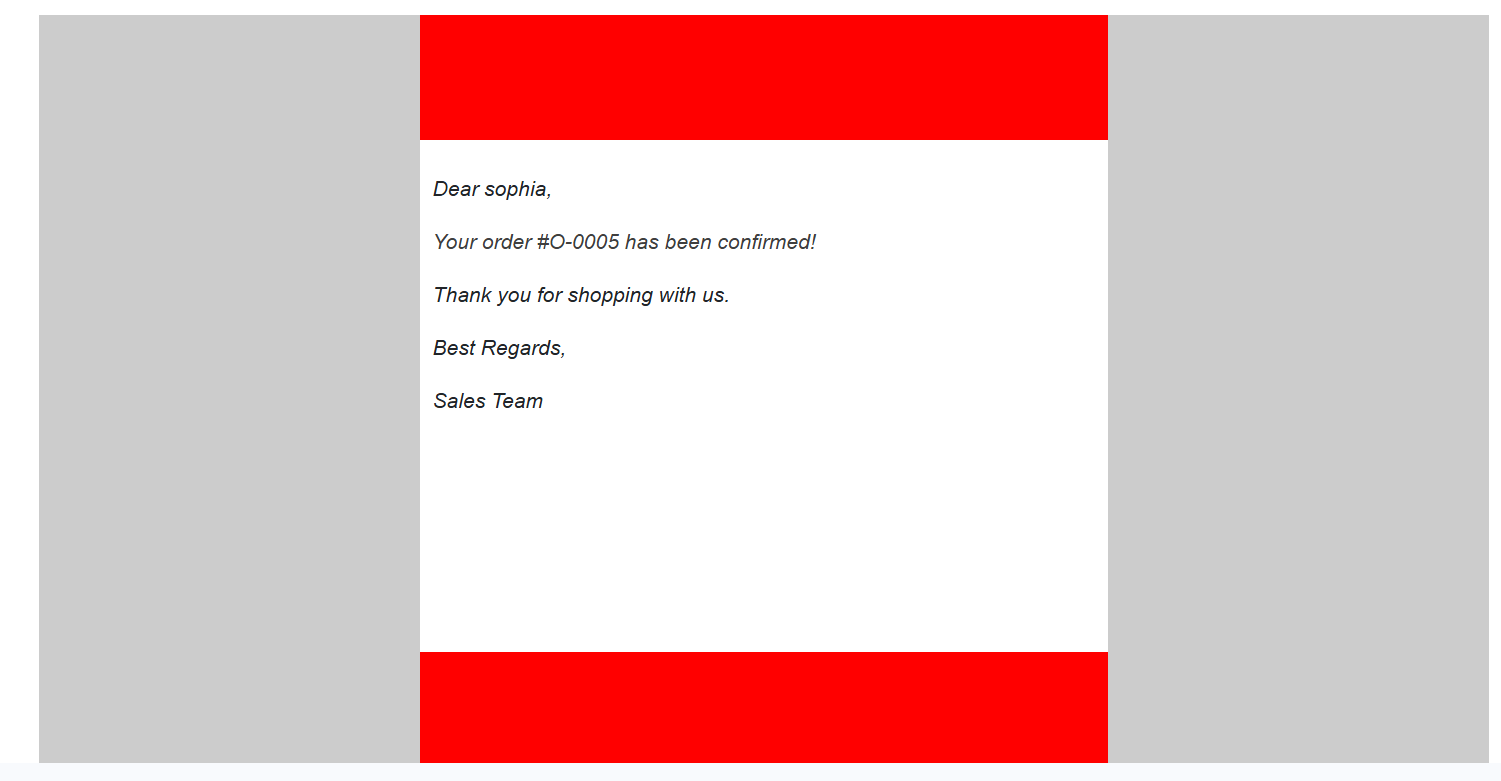 Dear sophia,
Your order #O-0005 has been confirmed!
Thank you for shopping with us.
Best Regards,
Sales Team